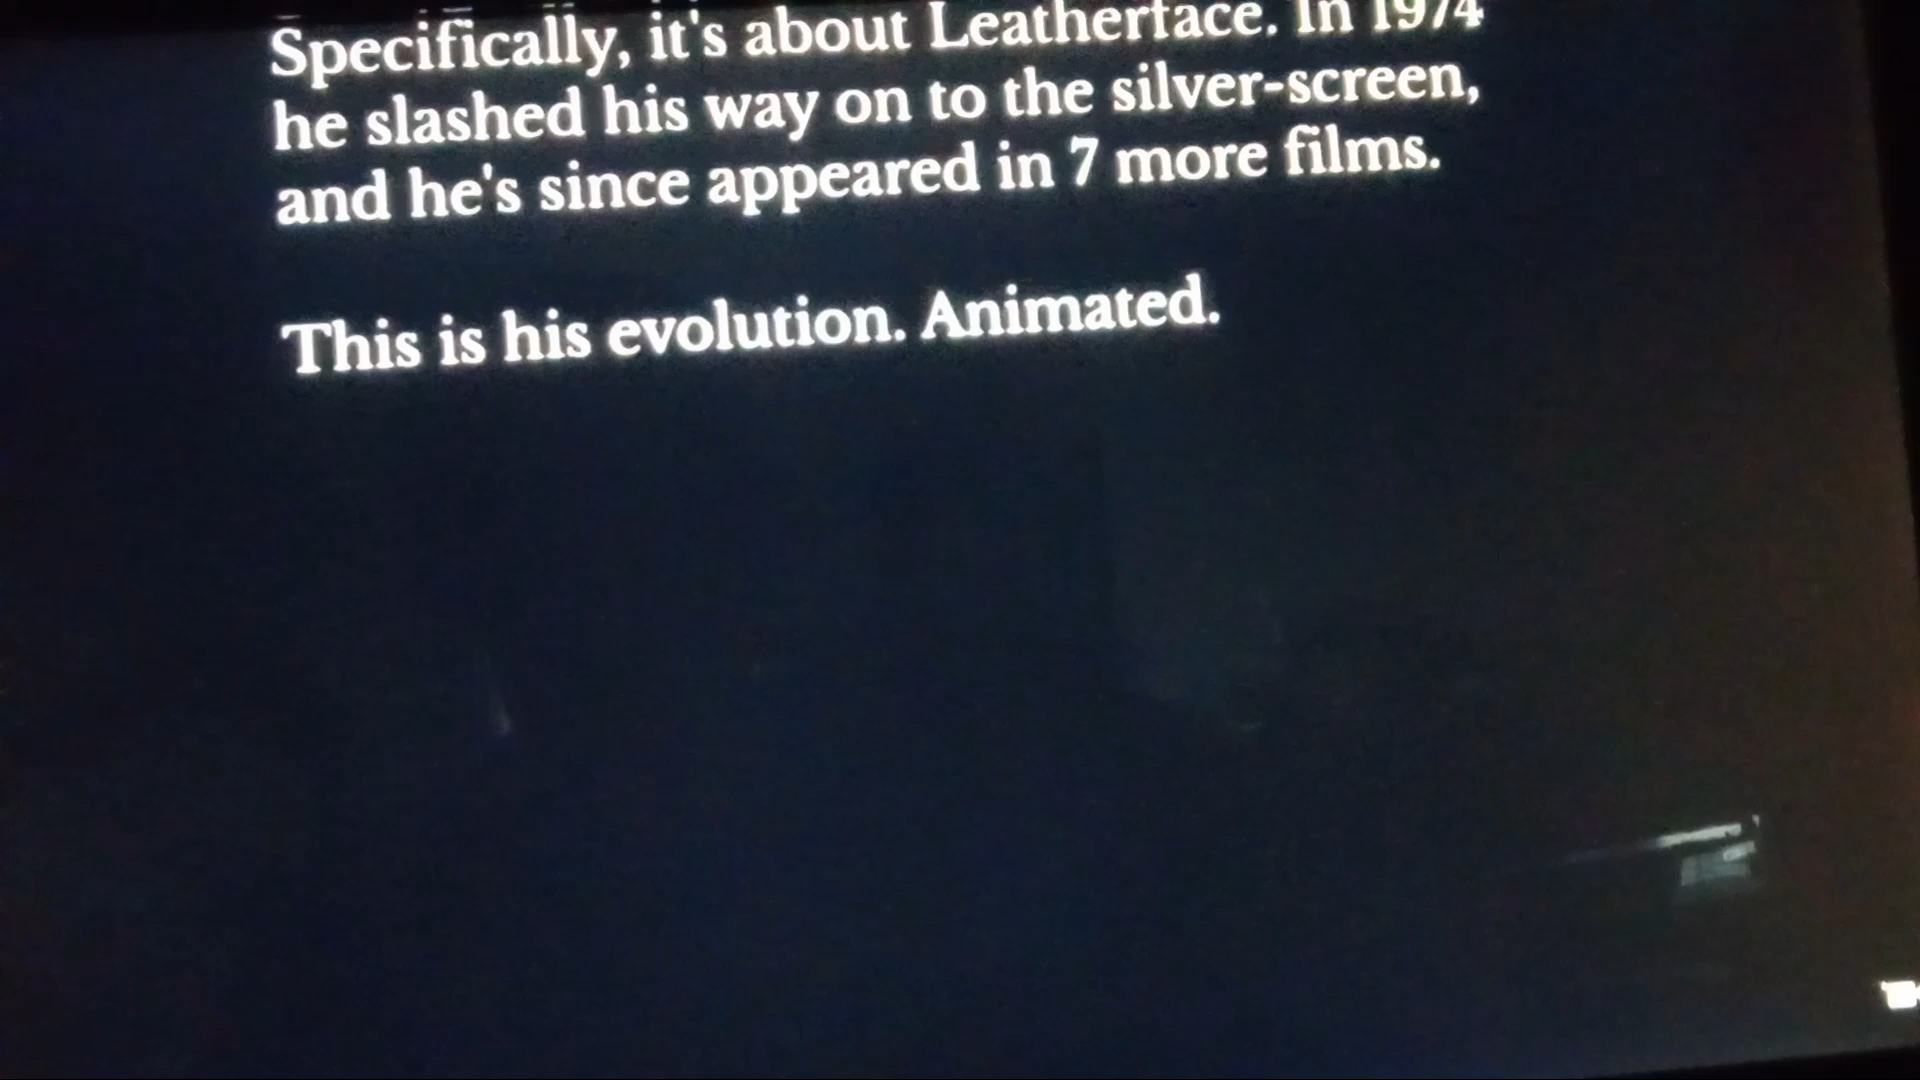 Specifically, it's about Leatherface. In 1974
he slashed his way on to the silver-screen,
and he's since appeared in 7 more films.
This is his evolution. Animated.